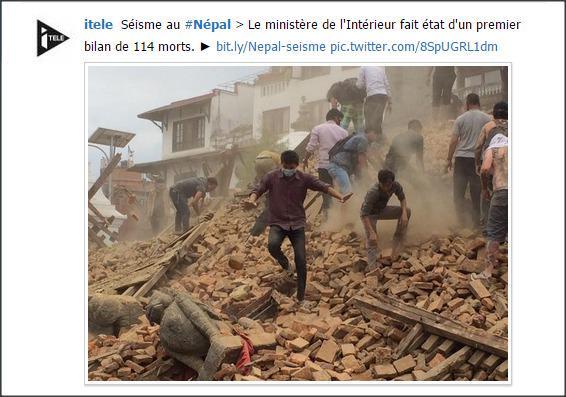 iTELE
itele Séisme au #Népal > Le ministère de l'Intérieur fait état d'un premier
bilan de 114 morts. ► bit.ly/Nepal-seisme pic.twitter.com/8SpUGRL1dm